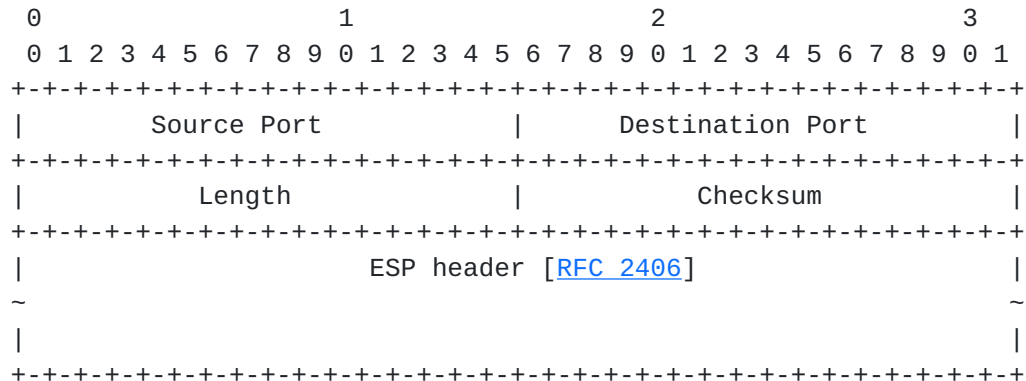 0                   1                   2                   3
 0 1 2 3 4 5 6 7 8 9 0 1 2 3 4 5 6 7 8 9 0 1 2 3 4 5 6 7 8 9 0 1
+-+-+-+-+-+-+-+-+-+-+-+-+-+-+-+-+-+-+-+-+-+-+-+-+-+-+-+-+-+-+-+-+
|        Source Port            |      Destination Port         |
+-+-+-+-+-+-+-+-+-+-+-+-+-+-+-+-+-+-+-+-+-+-+-+-+-+-+-+-+-+-+-+-+
|           Length              |           Checksum            |
+-+-+-+-+-+-+-+-+-+-+-+-+-+-+-+-+-+-+-+-+-+-+-+-+-+-+-+-+-+-+-+-+
|                      ESP header [RFC 2406]                    |
~                                                               ~
|                                                               |
+-+-+-+-+-+-+-+-+-+-+-+-+-+-+-+-+-+-+-+-+-+-+-+-+-+-+-+-+-+-+-+-+